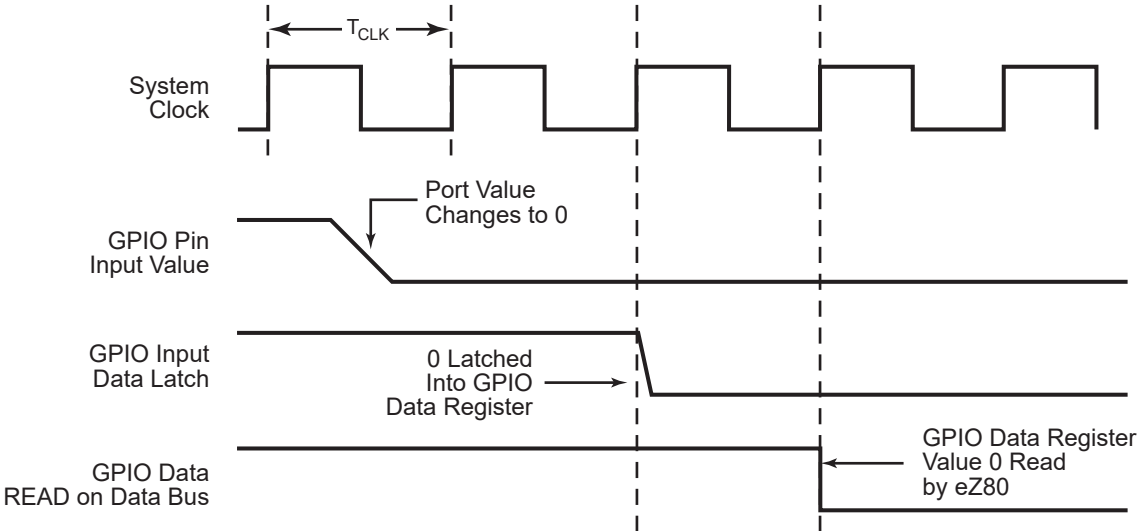 T_CLK
System
Clock
Port Value
Changes to 0
GPIO Pin
Input Value
GPIO Input
Data Latch
0 Latched
Into GPIO
Data Register
GPIO Data
READ on Data Bus
GPIO Data Register
Value 0 Read
by eZ80